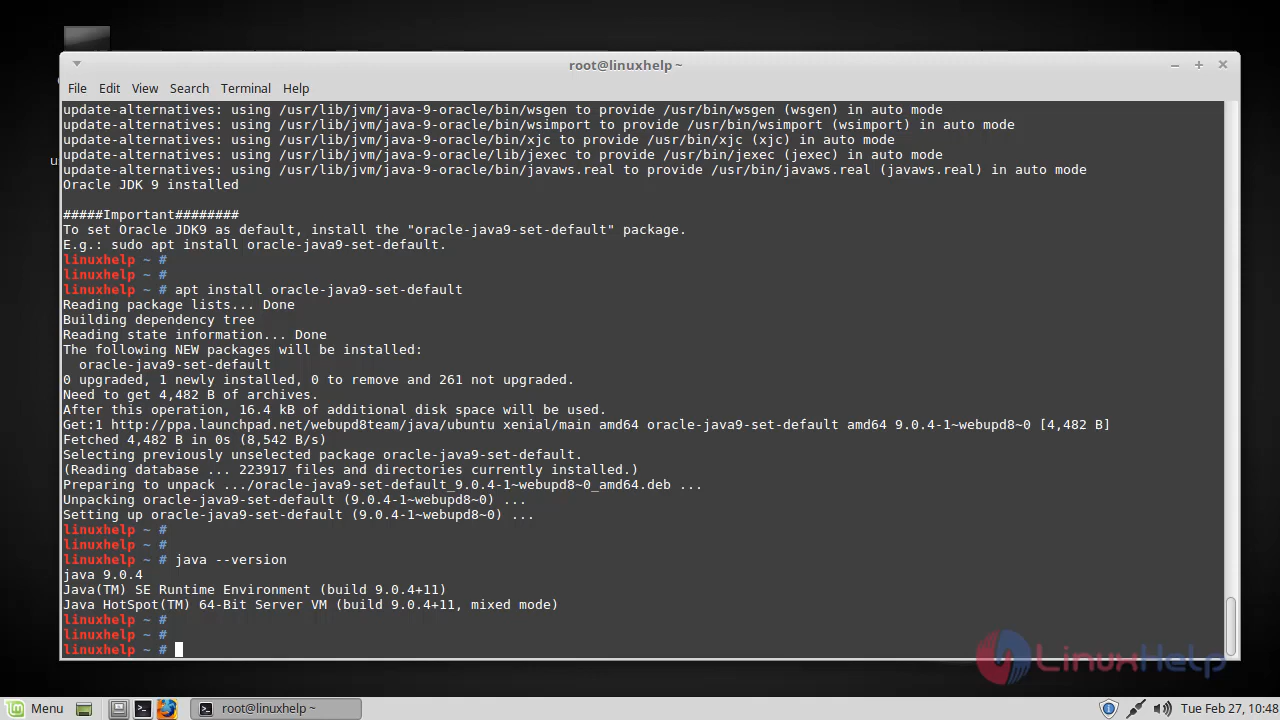 root@linuxhelp ~
File Edit View Search Terminal Help
update-alternatives: using /usr/lib/jvm/java-9-oracle/bin/wsgen to provide /usr/bin/wsgen (wsgen) in auto mode
update-alternatives: using /usr/lib/jvm/java-9-oracle/bin/wsimport to provide /usr/bin/wsimport (wsimport) in auto mode
update-alternatives: using /usr/lib/jvm/java-9-oracle/bin/xjc to provide /usr/bin/xjc (xjc) in auto mode
update-alternatives: using /usr/lib/jvm/java-9-oracle/lib/jexec to provide /usr/bin/jexec (jexec) in auto mode
update-alternatives: using /usr/lib/jvm/java-9-oracle/bin/javaws.real to provide /usr/bin/javaws.real (javaws.real) in auto mode
Oracle JDK 9 installed
#####Important########
To set Oracle JDK9 as default, install the "oracle-java9-set-default" package.
E.g.: sudo apt install oracle-java9-set-default.
linuxhelp ~ #
linuxhelp ~ #
linuxhelp ~ # apt install oracle-java9-set-default
Reading package lists... Done
Building dependency tree
Reading state information... Done
The following NEW packages will be installed:
oracle-java9-set-default
0 upgraded, 1 newly installed, 0 to remove and 261 not upgraded.
Need to get 4,482 B of archives.
After this operation, 16.4 kB of additional disk space will be used.
Get:1 http://ppa.launchpad.net/webupd8team/java/ubuntu xenial/main amd64 oracle-java9-set-default amd64 9.0.4-1~webupd8~0 [4,482 B]
Fetched 4,482 B in 0s (8,542 B/s)
Selecting previously unselected package oracle-java9-set-default.
(Reading database ... 223917 files and directories currently installed.)
Preparing to unpack .../oracle-java9-set-default_9.0.4-1~webupd8~0_amd64.deb ...
Unpacking oracle-java9-set-default (9.0.4-1~webupd8~0) ...
Setting up oracle-java9-set-default (9.0.4-1~webupd8~0) ...
linuxhelp ~ #
linuxhelp ~ #
linuxhelp ~ # java --version
java 9.0.4
Java(TM) SE Runtime Environment (build 9.0.4+11)
Java HotSpot(TM) 64-Bit Server VM (build 9.0.4+11, mixed mode)
linuxhelp ~ #
linuxhelp ~ #
linuxhelp ~ #
LinuxHelp
Menu root@linuxhelp ~ Tue Feb 27, 10:48